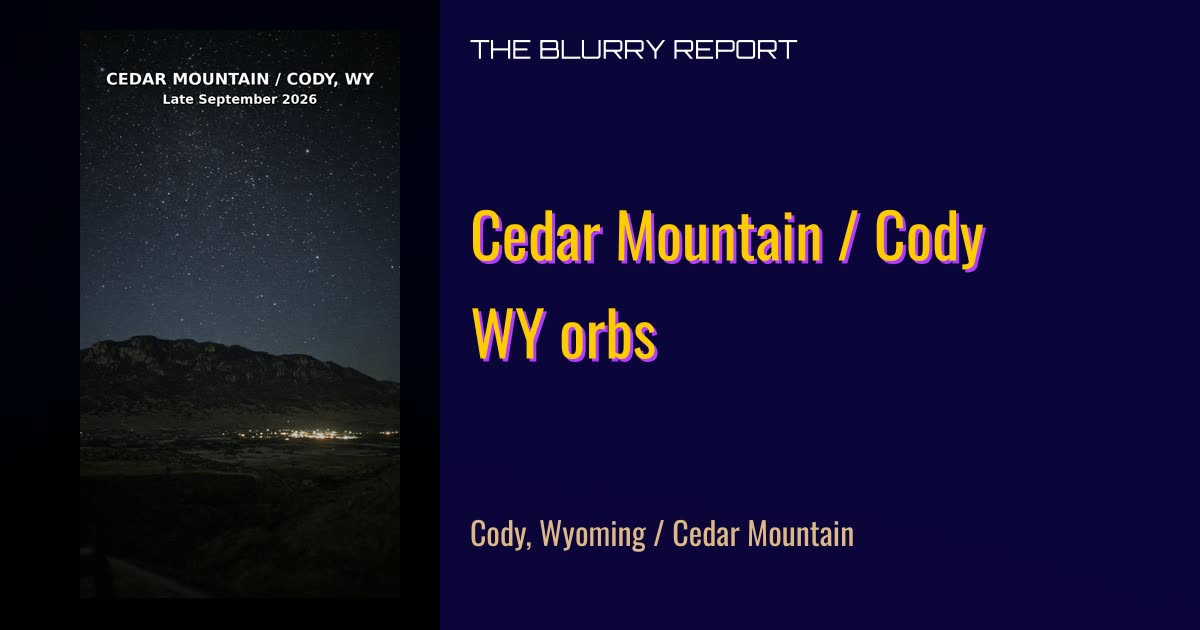 CEDAR MOUNTAIN / CODY, WY
Late September 2026
THE BLURRY REPORT
Cedar Mountain / Cody
WY orbs
Cody, Wyoming / Cedar Mountain